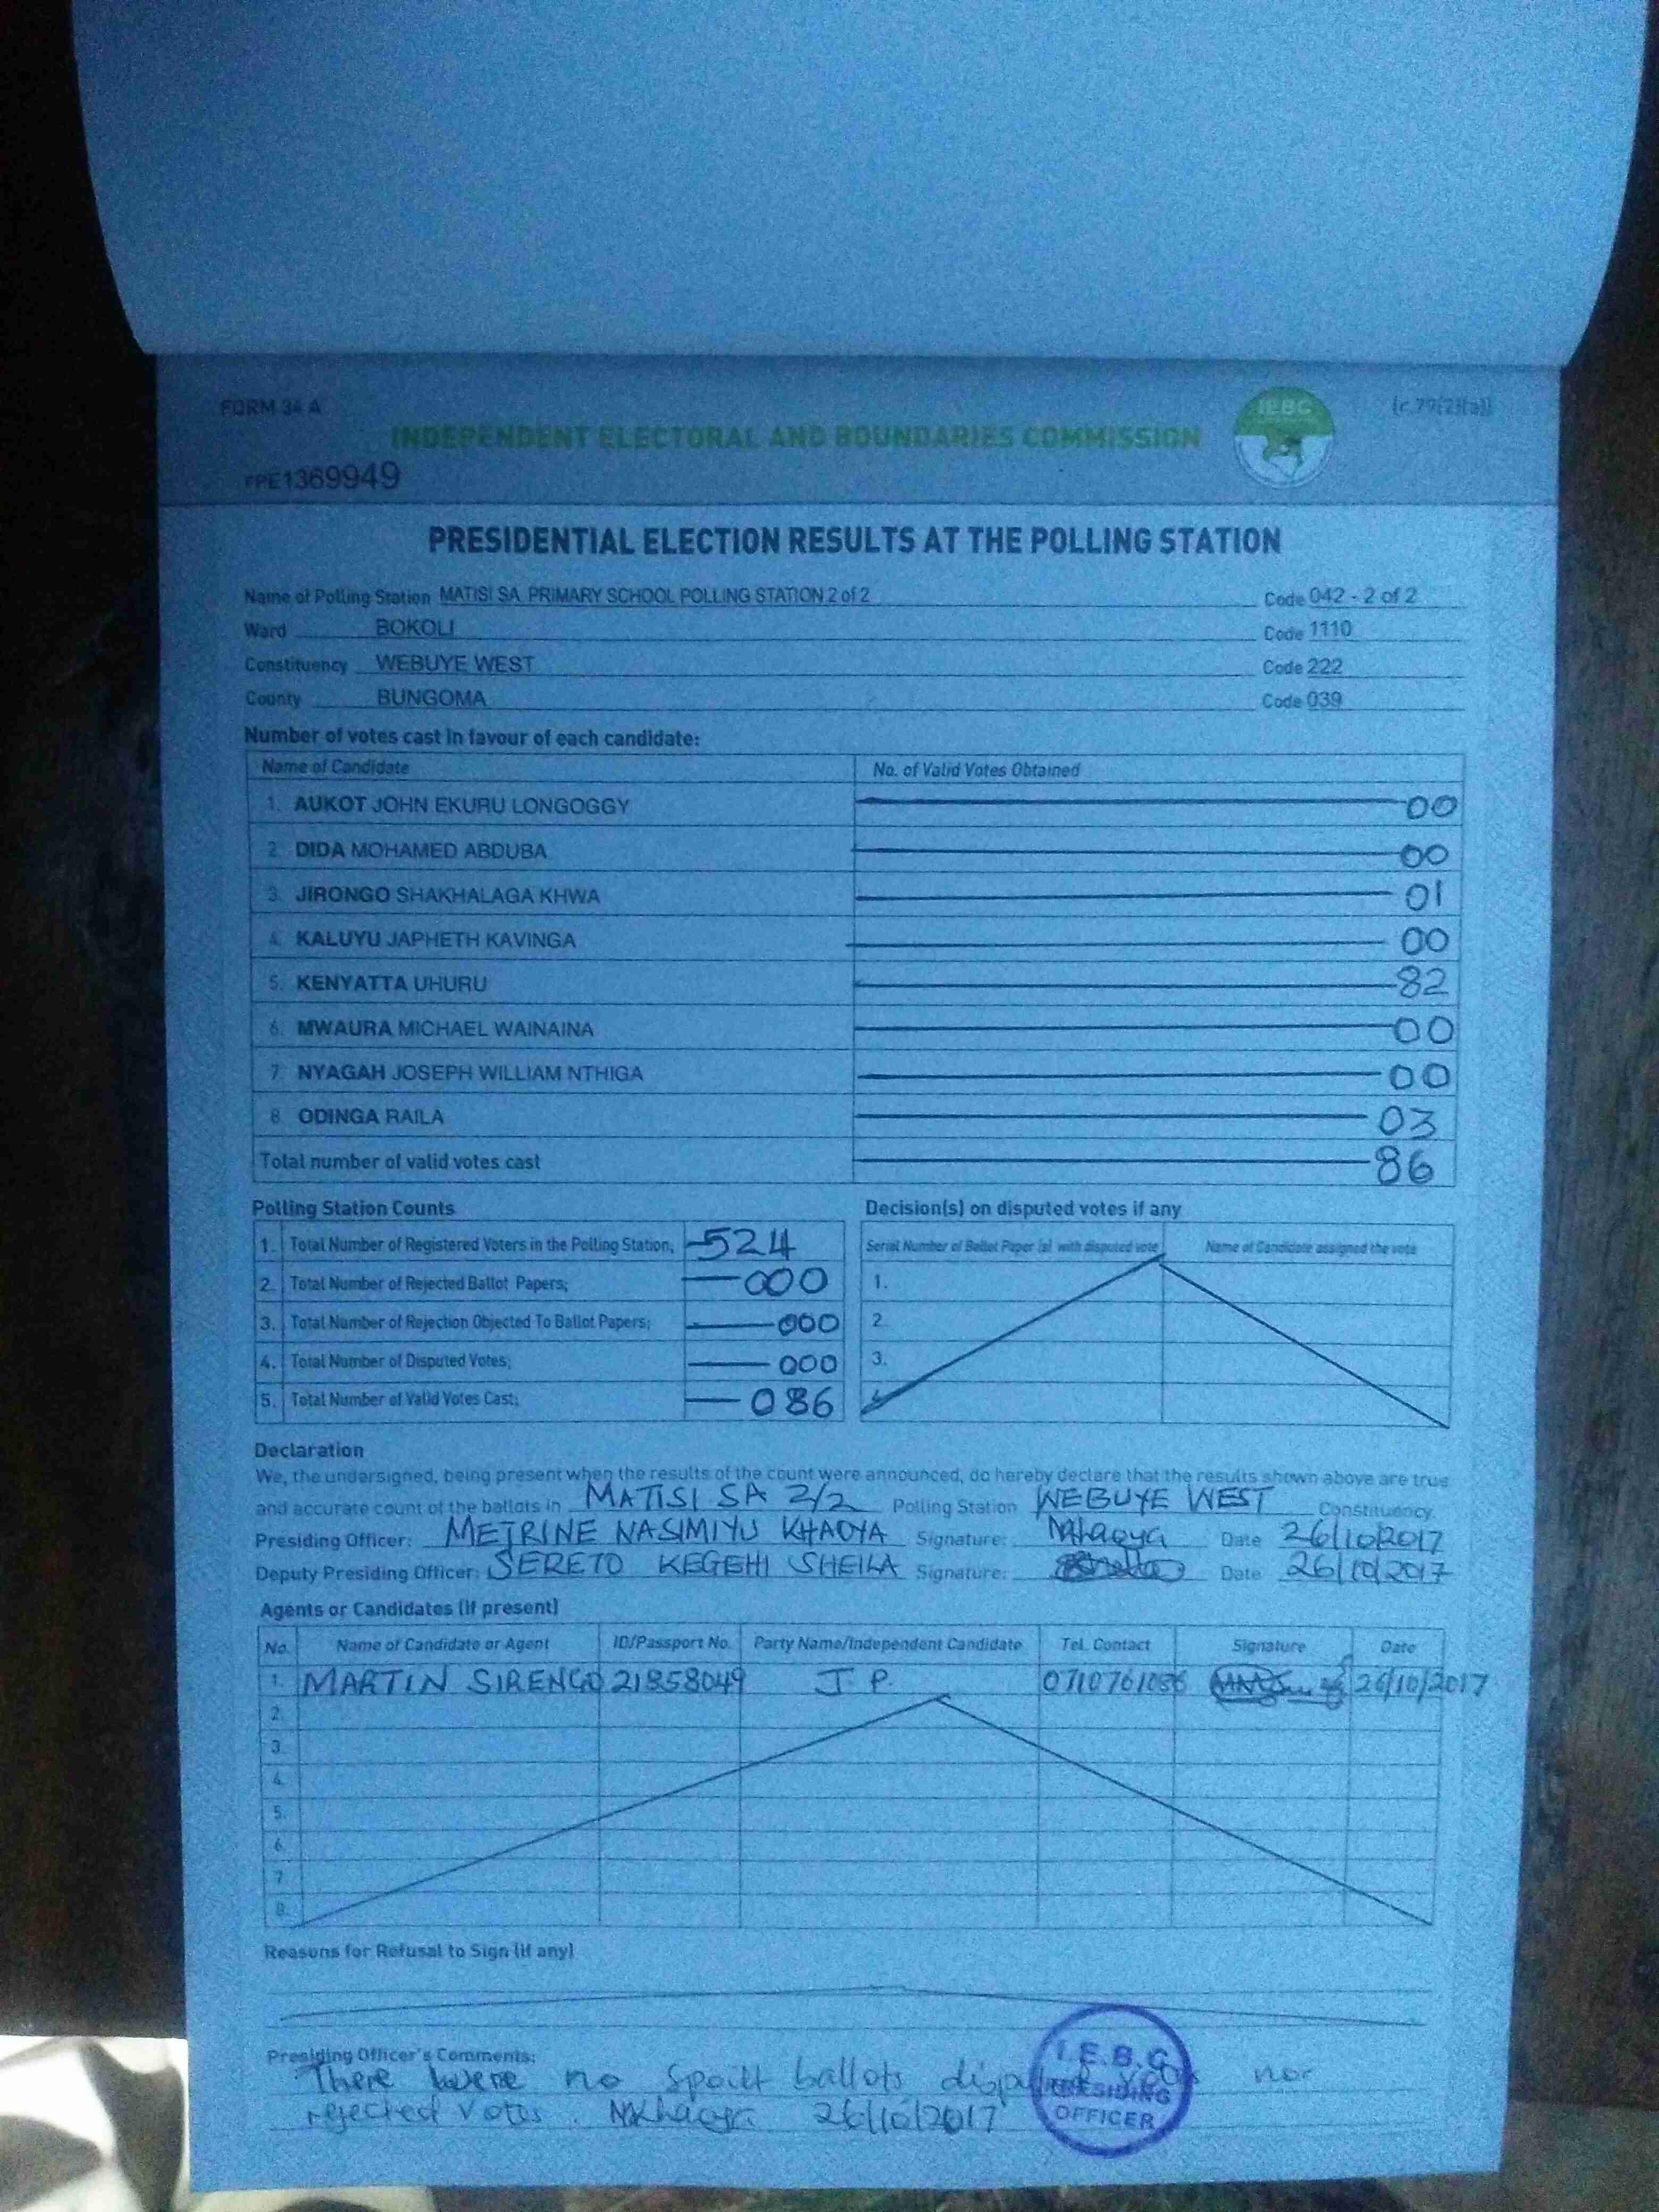 FORM 34 A
IEBC
(r.79(2)(a))
INDEPENDENT ELECTORAL AND BOUNDARIES COMMISSION
FPE1369949
PRESIDENTIAL ELECTION RESULTS AT THE POLLING STATION
Name of Polling Station MATISI SA PRIMARY SCHOOL POLLING STATION 2 of 2 Code 042 - 2 of 2
Ward BOKOLI Code 1110
Constituency WEBUYE WEST Code 222
County BUNGOMA Code 039
Number of votes cast in favour of each candidate:
Name of Candidate No. of Valid Votes Obtained
1. AUKOT JOHN EKURU LONGOGGY 00
2. DIDA MOHAMED ABDUBA 00
3. JIRONGO SHAKHALAGA KHWA 01
4. KALUYU JAPHETH KAVINGA 00
5. KENYATTA UHURU 82
6. MWAURA MICHAEL WAINAINA 00
7. NYAGAH JOSEPH WILLIAM NTHIGA 00
8. ODINGA RAILA 03
Total number of valid votes cast 86
Polling Station Counts
1. Total Number of Registered Voters in the Polling Station; 524
2. Total Number of Rejected Ballot Papers; 000
3. Total Number of Rejection Objected To Ballot Papers; 000
4. Total Number of Disputed Votes; 000
5. Total Number of Valid Votes Cast; 086
Decision(s) on disputed votes if any
Serial Number of Ballot Paper (s) with disputed vote Name of Candidate assigned the vote
1.
2.
3.
Declaration
We, the undersigned, being present when the results of the count were announced, do hereby declare that the results shown above are true
and accurate count of the ballots in MATISI SA 2/2 Polling Station WEBUYE WEST Constituency.
Presiding Officer: METRINE NASIMIYU KHAOYA Signature: NKhaoya Date 26/10/2017
Deputy Presiding Officer: SERETO KEGEHI SHEILA Signature: Date 26/10/2017
Agents or Candidates (if present)
No. Name of Candidate or Agent ID/Passport No. Party Name/Independent Candidate Tel. Contact Signature Date
1. MARTIN SIRENGO 21858049 J.P. 0710761086 26/10/2017
2.
3.
4.
5.
6.
7.
8.
Reasons for Refusal to Sign (if any)
Presiding Officer's Comments:
There were no spoilt ballots disputed votes nor
rejected votes. NKhaoya 26/10/2017
I.E.B.C
PRESIDING
OFFICER